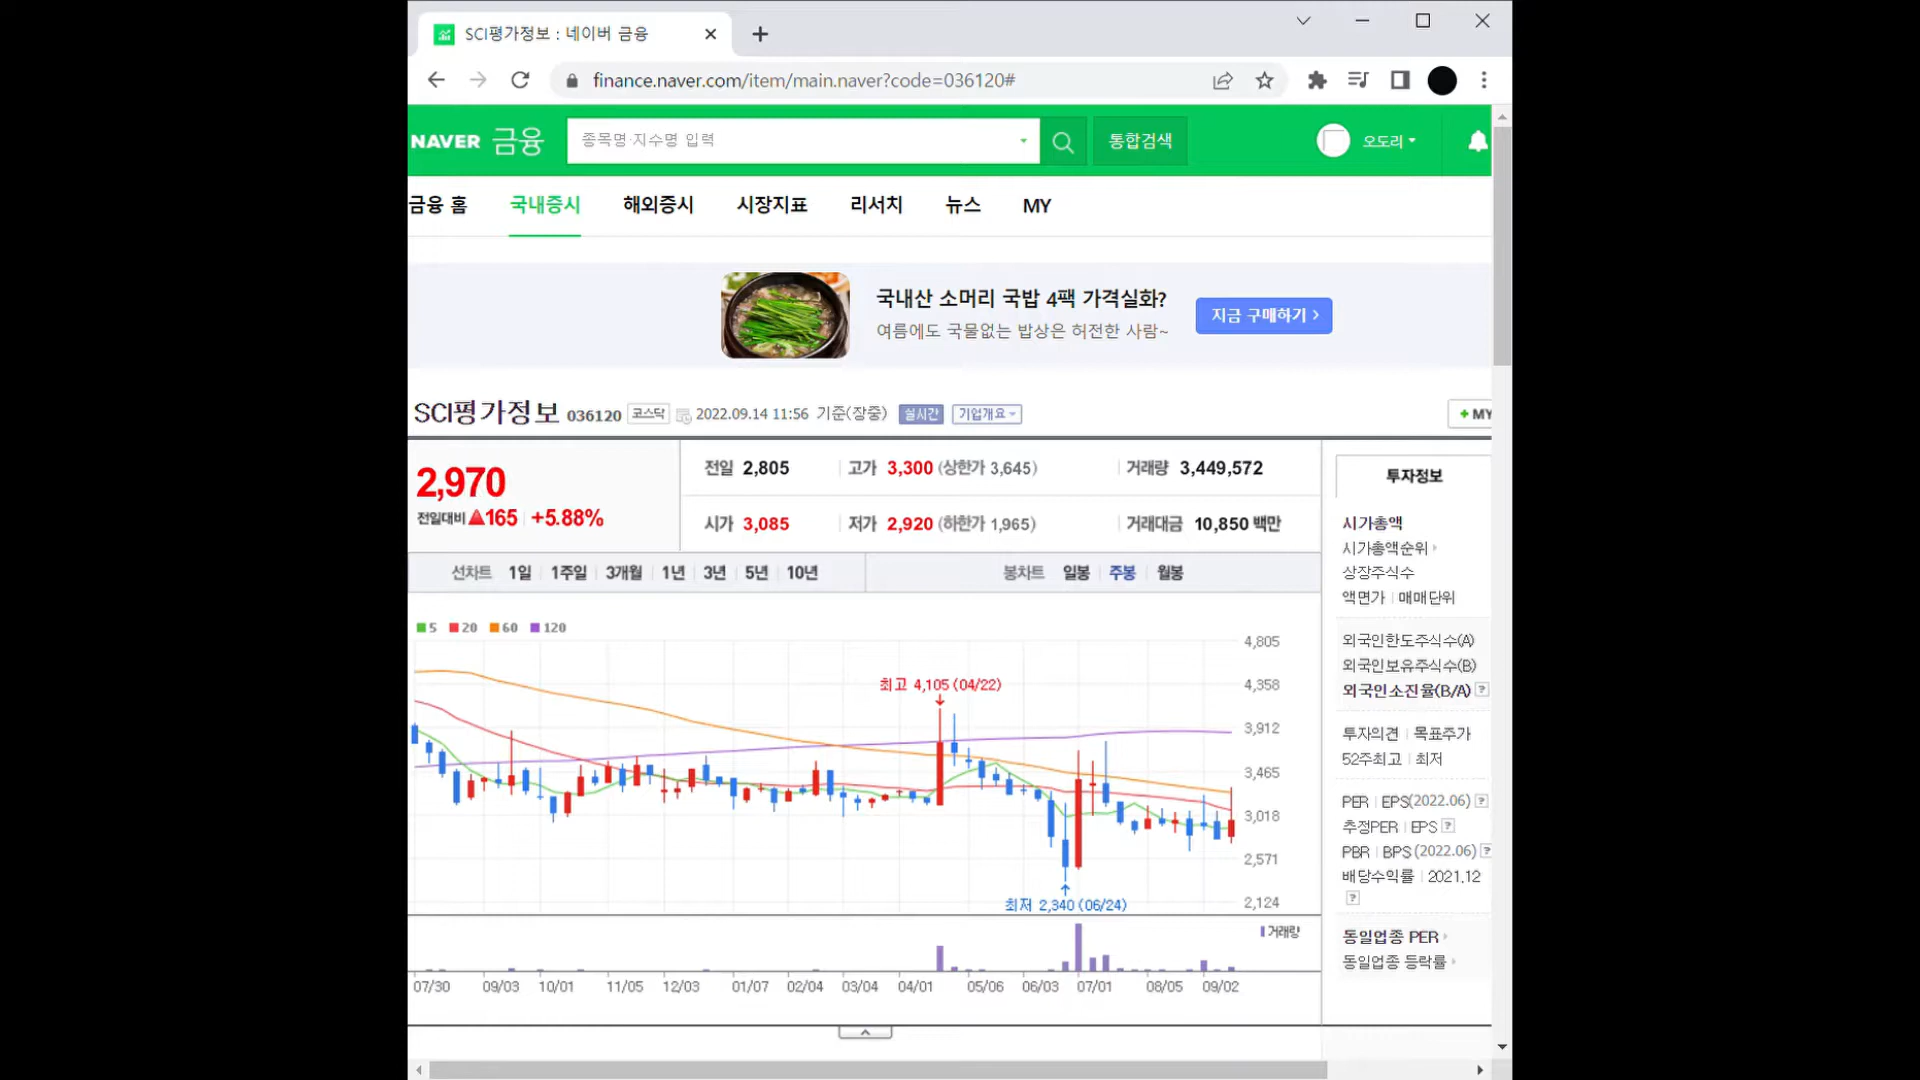 SCI평가정보 : 네이버 금융
finance.naver.com/item/main.naver?code=036120#
NAVER 금융
종목명·지수명 입력
통합검색
오도리
금융 홈 국내증시 해외증시 시장지표 리서치 뉴스 MY
국내산 소머리 국밥 4팩 가격실화?
여름에도 국물없는 밥상은 허전한 사람~
지금 구매하기 >
SCI평가정보 036120 코스닥 2022.09.14 11:56 기준(장중) 실시간 기업개요
+ MY
2,970
전일대비 ▲165 +5.88%
전일 2,805 고가 3,300 (상한가 3,645) 거래량 3,449,572
시가 3,085 저가 2,920 (하한가 1,965) 거래대금 10,850 백만
선차트 1일 1주일 3개월 1년 3년 5년 10년
봉차트 일봉 주봉 월봉
5 20 60 120
최고 4,105 (04/22)
최저 2,340 (06/24)
4,805
4,358
3,912
3,465
3,018
2,571
2,124
거래량
07/30 09/03 10/01 11/05 12/03 01/07 02/04 03/04 04/01 05/06 06/03 07/01 08/05 09/02
투자정보
시가총액
시가총액순위
상장주식수
액면가 | 매매단위
외국인한도주식수(A)
외국인보유주식수(B)
외국인소진율(B/A) ?
투자의견 | 목표주가
52주최고 | 최저
PER | EPS(2022.06) ?
추정PER | EPS ?
PBR | BPS (2022.06) ?
배당수익률 | 2021.12
?
동일업종 PER
동일업종 등락률